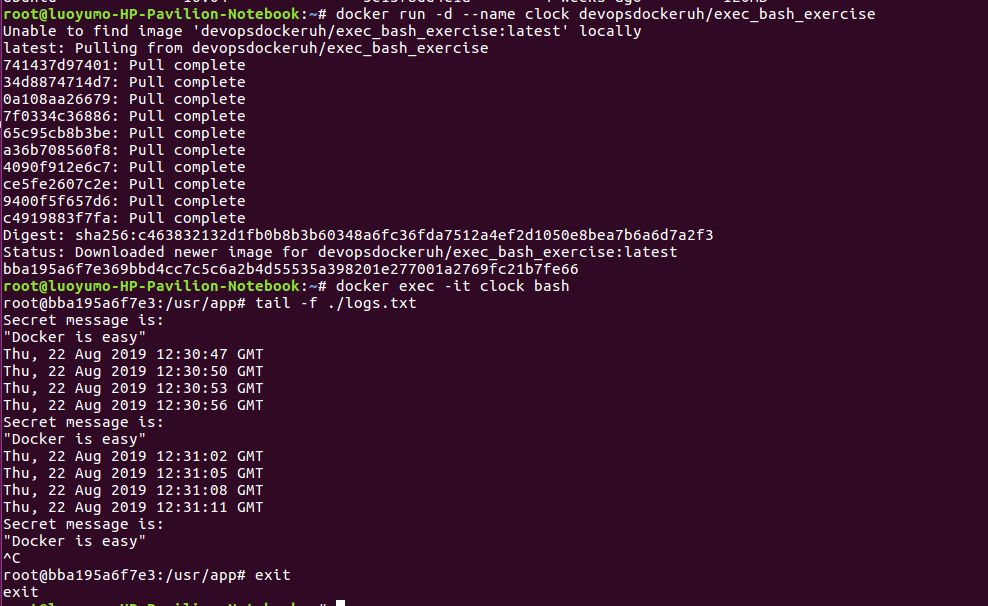 root@luoyumo-HP-Pavilion-Notebook:~# docker run -d --name clock devopsdockeruh/exec_bash_exercise
Unable to find image 'devopsdockeruh/exec_bash_exercise:latest' locally
latest: Pulling from devopsdockeruh/exec_bash_exercise
741437d97401: Pull complete
34d8874714d7: Pull complete
0a108aa26679: Pull complete
7f0334c36886: Pull complete
65c95cb8b3be: Pull complete
a36b708560f8: Pull complete
4090f912e6c7: Pull complete
ce5fe2607c2e: Pull complete
9400f5f657d6: Pull complete
c4919883f7fa: Pull complete
Digest: sha256:c463832132d1fb0b8b3b60348a6fc36fda7512a4ef2d1050e8bea7b6a6d7a2f3
Status: Downloaded newer image for devopsdockeruh/exec_bash_exercise:latest
bba195a6f7e369bbd4cc7c5c6a2b4d55535a398201e277001a2769fc21b7fe66
root@luoyumo-HP-Pavilion-Notebook:~# docker exec -it clock bash
root@bba195a6f7e3:/usr/app# tail -f ./logs.txt
Secret message is:
"Docker is easy"
Thu, 22 Aug 2019 12:30:47 GMT
Thu, 22 Aug 2019 12:30:50 GMT
Thu, 22 Aug 2019 12:30:53 GMT
Thu, 22 Aug 2019 12:30:56 GMT
Secret message is:
"Docker is easy"
Thu, 22 Aug 2019 12:31:02 GMT
Thu, 22 Aug 2019 12:31:05 GMT
Thu, 22 Aug 2019 12:31:08 GMT
Thu, 22 Aug 2019 12:31:11 GMT
Secret message is:
"Docker is easy"
^C
root@bba195a6f7e3:/usr/app# exit
exit